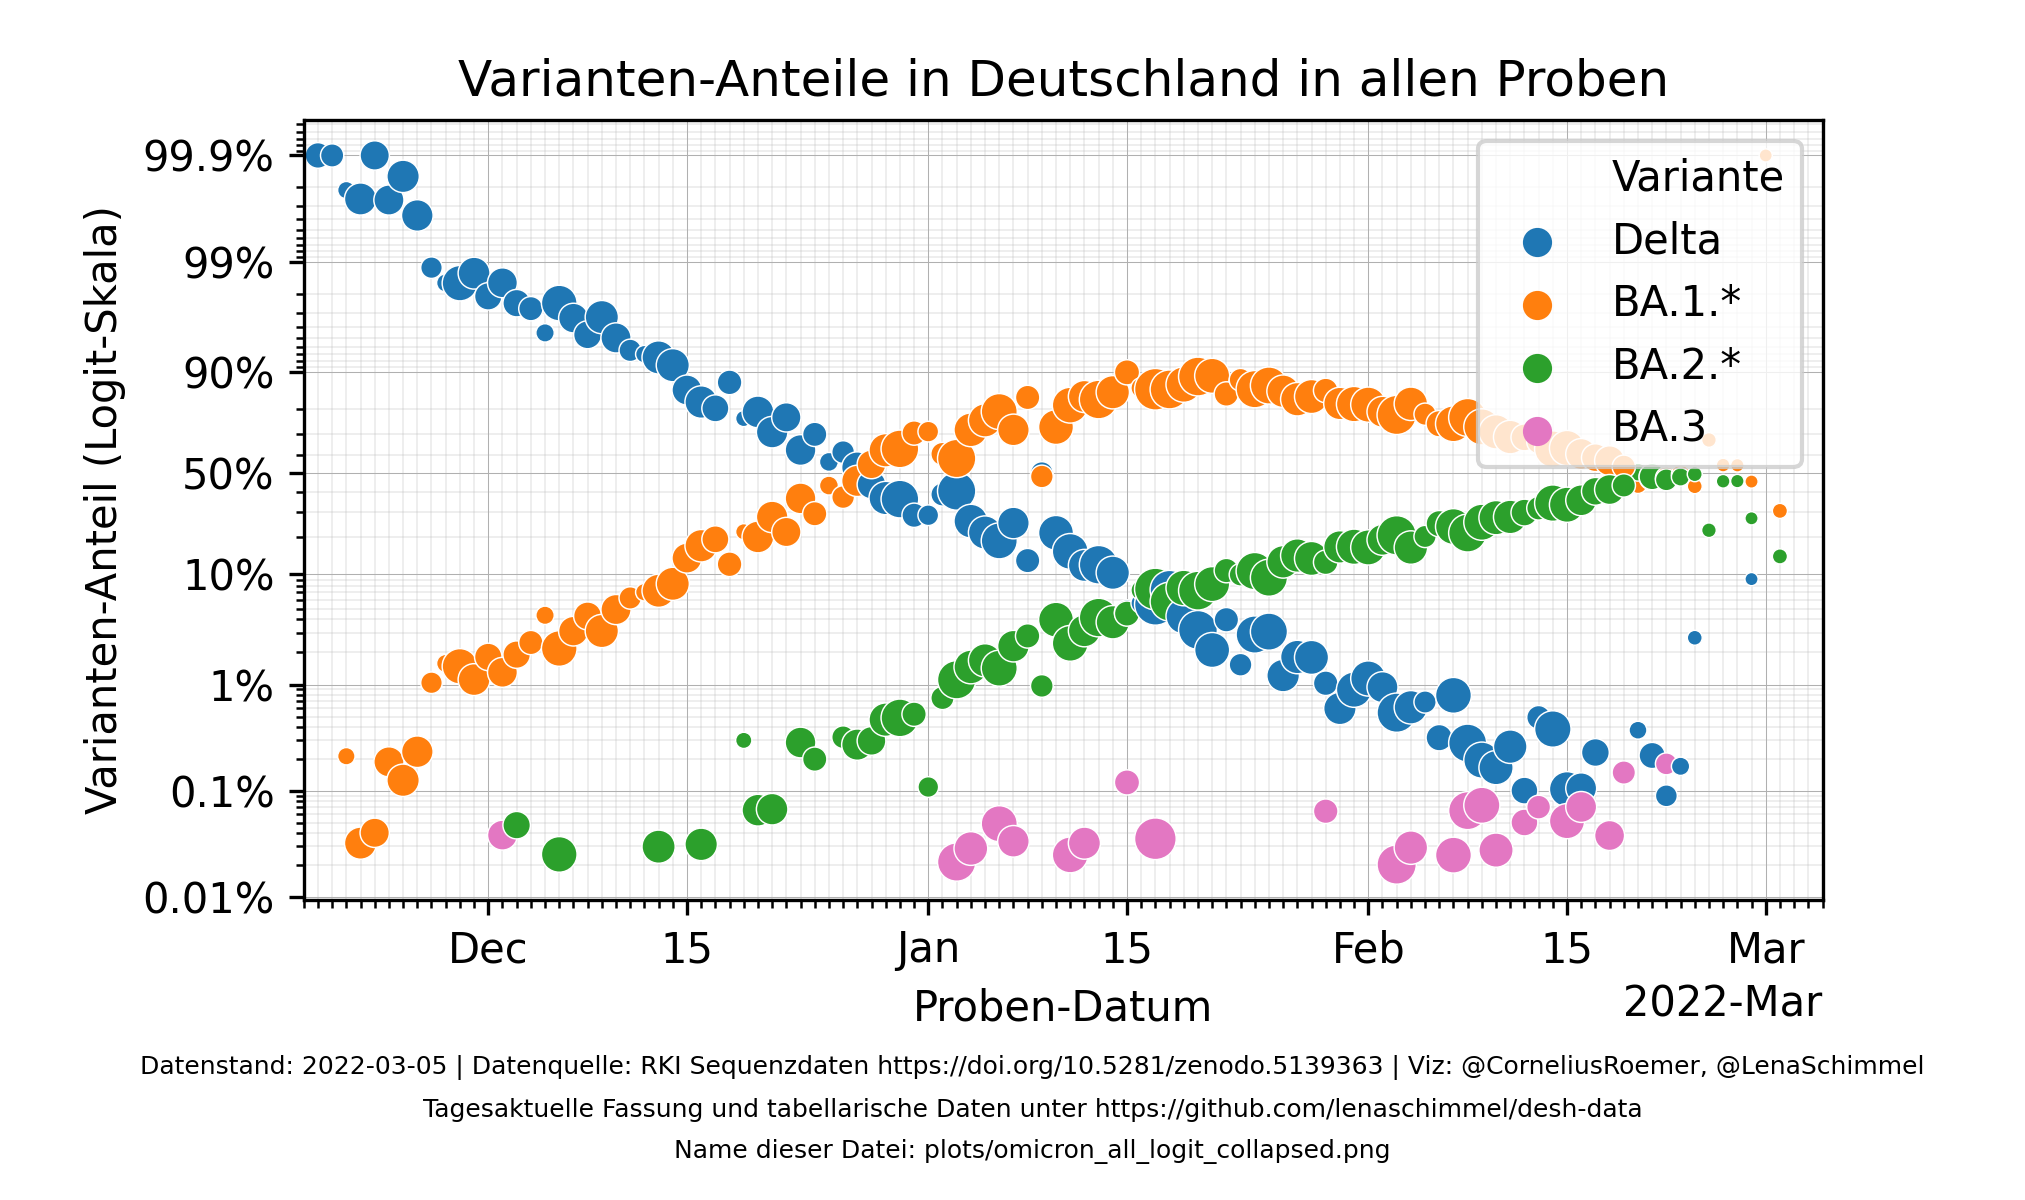 Varianten-Anteile in Deutschland in allen Proben
Varianten-Anteil (Logit-Skala)
99.9%
99%
90%
50%
10%
1%
0.1%
0.01%
Variante
Delta
BA.1.*
BA.2.*
BA.3
Dec
15
Jan
15
Feb
15
Mar
Proben-Datum
2022-Mar
Datenstand: 2022-03-05 | Datenquelle: RKI Sequenzdaten https://doi.org/10.5281/zenodo.5139363 | Viz: @CorneliusRoemer, @LenaSchimmel
Tagesaktuelle Fassung und tabellarische Daten unter https://github.com/lenaschimmel/desh-data
Name dieser Datei: plots/omicron_all_logit_collapsed.png